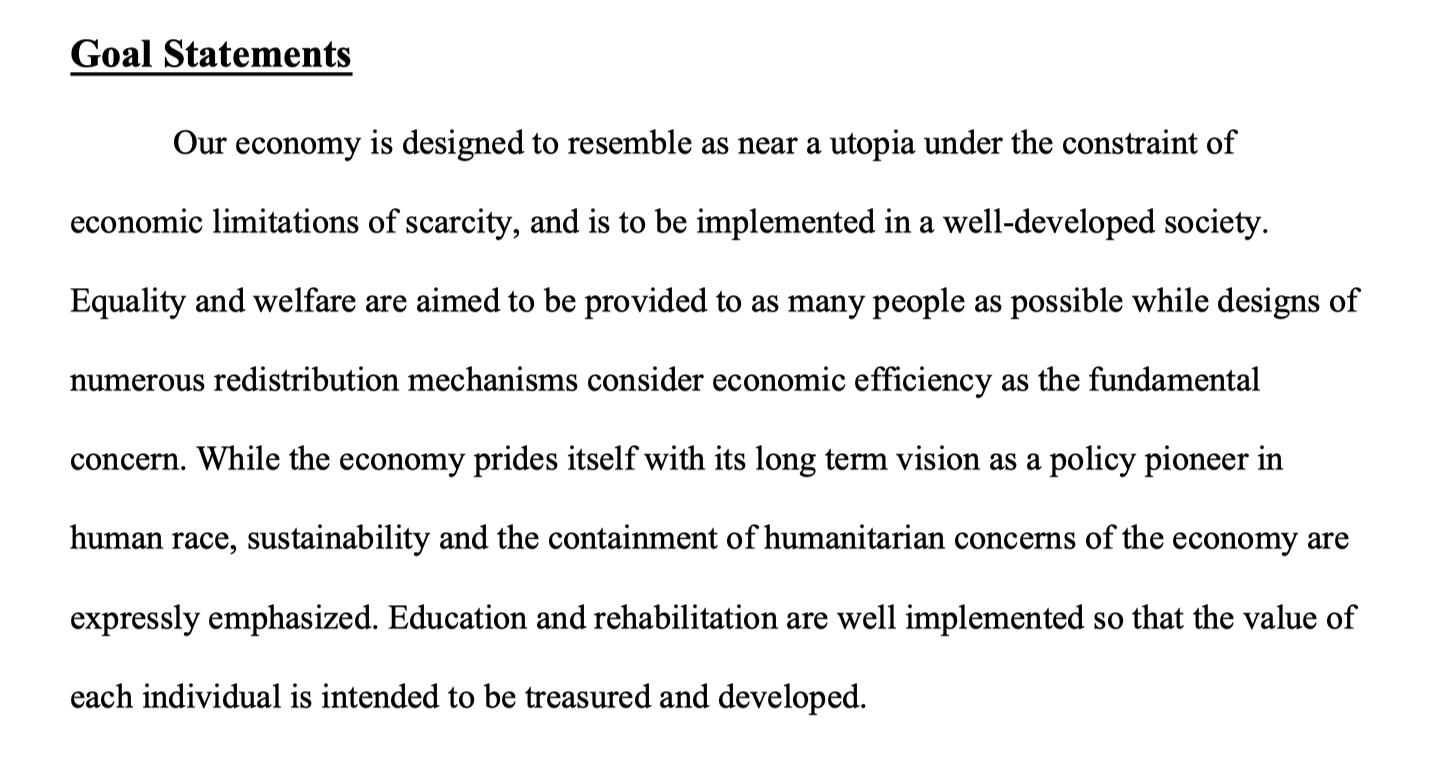 Goal Statements
Our economy is designed to resemble as near a utopia under the constraint of
economic limitations of scarcity, and is to be implemented in a well-developed society.
Equality and welfare are aimed to be provided to as many people as possible while designs of
numerous redistribution mechanisms consider economic efficiency as the fundamental
concern. While the economy prides itself with its long term vision as a policy pioneer in
human race, sustainability and the containment of humanitarian concerns of the economy are
expressly emphasized. Education and rehabilitation are well implemented so that the value of
each individual is intended to be treasured and developed.